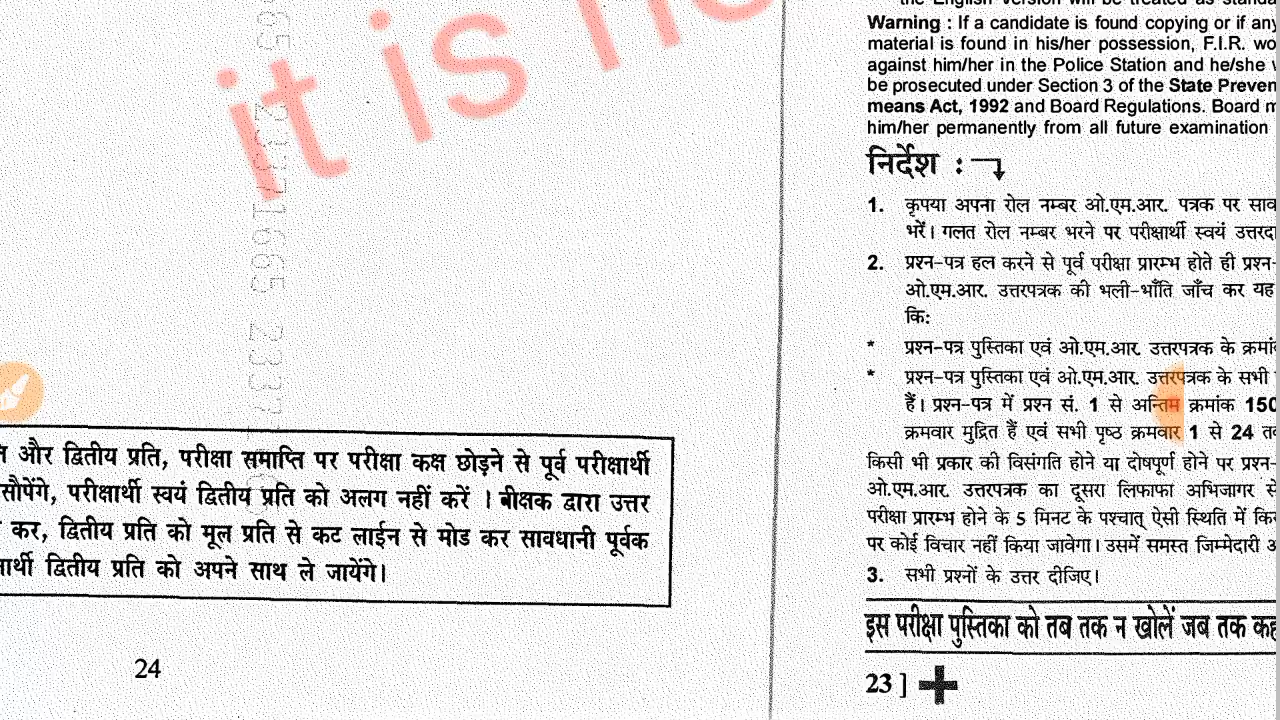 it is
ति और द्वितीय प्रति, परीक्षा समाप्ति पर परीक्षा कक्ष छोड़ने से पूर्व परीक्षार्थी
सौपेंगे, परीक्षार्थी स्वयं द्वितीय प्रति को अलग नहीं करें । वीक्षक द्वारा उत्तर
कर, द्वितीय प्रति को मूल प्रति से कट लाईन से मोड कर सावधानी पूर्वक
द्वितीय प्रति को अपने साथ ले जायेंगे।
24
the English version will be treated as
Warning : If a candidate is found copying or if any
material is found in his/her possession, F.I.R.
against him/her in the Police Station and he/she
be prosecuted under Section 3 of the State
means Act, 1992 and Board Regulations. Board
him/her permanently from all future examination
निर्देश :
1. कृपया अपना रोल नम्बर ओ.एम.आर. पत्रक पर
भरें। गलत रोल नम्बर भरने पर परीक्षार्थी स्वयं
2. प्रश्न-पत्र हल करने से पूर्व परीक्षा प्रारम्भ होते ही प्रश्न-
ओ.एम.आर. उत्तरपत्रक की भली-भाँति जाँच कर यह
कि:
* प्रश्न-पत्र पुस्तिका एवं ओ.एम.आर. उत्तरपत्रक के
* प्रश्न-पत्र पुस्तिका एवं ओ.एम.आर. उत्तरपत्रक के सभी
हैं। प्रश्न-पत्र में प्रश्न सं. 1 से अन्तिम क्रमांक 150
क्रमवार मुद्रित हैं एवं सभी पृष्ठ क्रमवार 1 से 24
किसी भी प्रकार की विसंगति होने या दोषपूर्ण होने पर प्रश्न-
ओ.एम.आर. उत्तरपत्रक का दूसरा लिफाफा अभिजागर से
परीक्षा प्रारम्भ होने के 5 मिनट के पश्चात् ऐसी स्थिति में
पर कोई विचार नहीं किया जावेगा। उसमें समस्त जिम्मेदारी
3. सभी प्रश्नों के उत्तर दीजिए।
इस परीक्षा पुस्तिका को तब तक न खोलें जब तक
23 ]